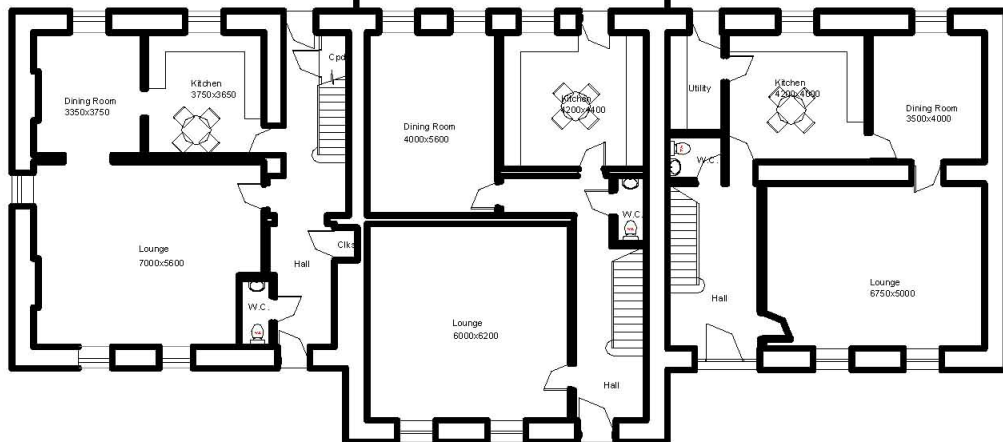 Cpd
Kitchen
3750x3650
Dining Room
3350x3750
Lounge
7000x5600
W.C.
Hall
Clks
Dining Room
4000x5600
Kitchen
4200x4400
W.C.
Lounge
6000x6200
Hall
Utility
Kitchen
4200x4000
Dining Room
3500x4000
W.C.
Hall
Lounge
6750x5000